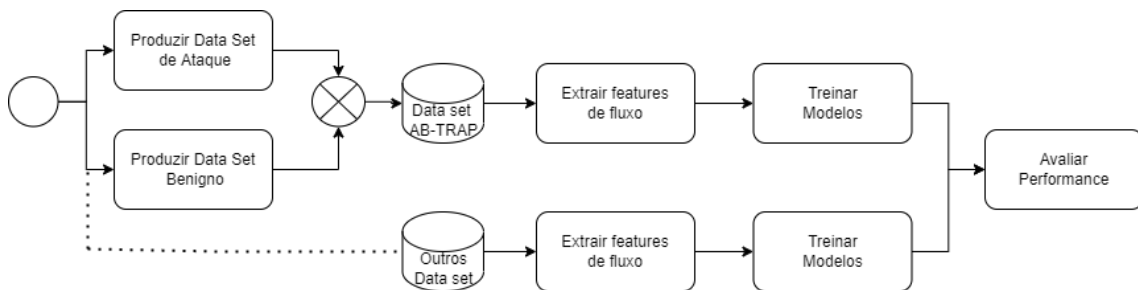 Produzir Data Set
de Ataque
Produzir Data Set
Benigno
Data set
AB-TRAP
Extrair features
de fluxo
Treinar
Modelos
Avaliar
Performance
Outros
Data set
Extrair features
de fluxo
Treinar
Modelos